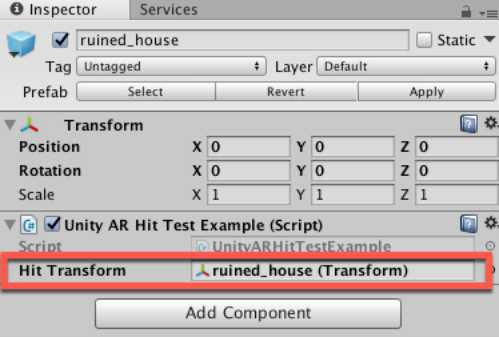 Inspector Services
ruined_house Static
Tag Untagged Layer Default
Prefab Select Revert Apply
Transform
Position X 0 Y 0 Z 0
Rotation X 0 Y 0 Z 0
Scale X 1 Y 1 Z 1
Unity AR Hit Test Example (Script)
Script UnityARHitTestExample
Hit Transform ruined_house (Transform)
Add Component